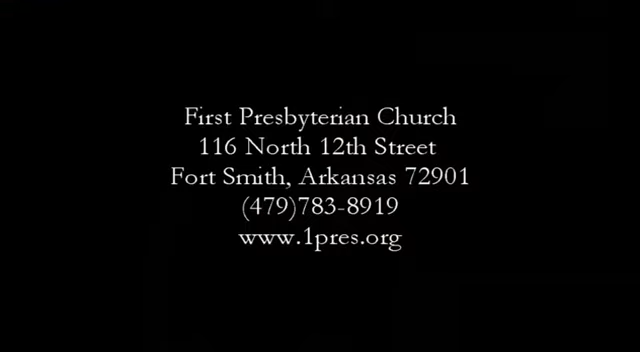 First Presbyterian Church
116 North 12th Street
Fort Smith, Arkansas 72901
(479)783-8919
www.1pres.org